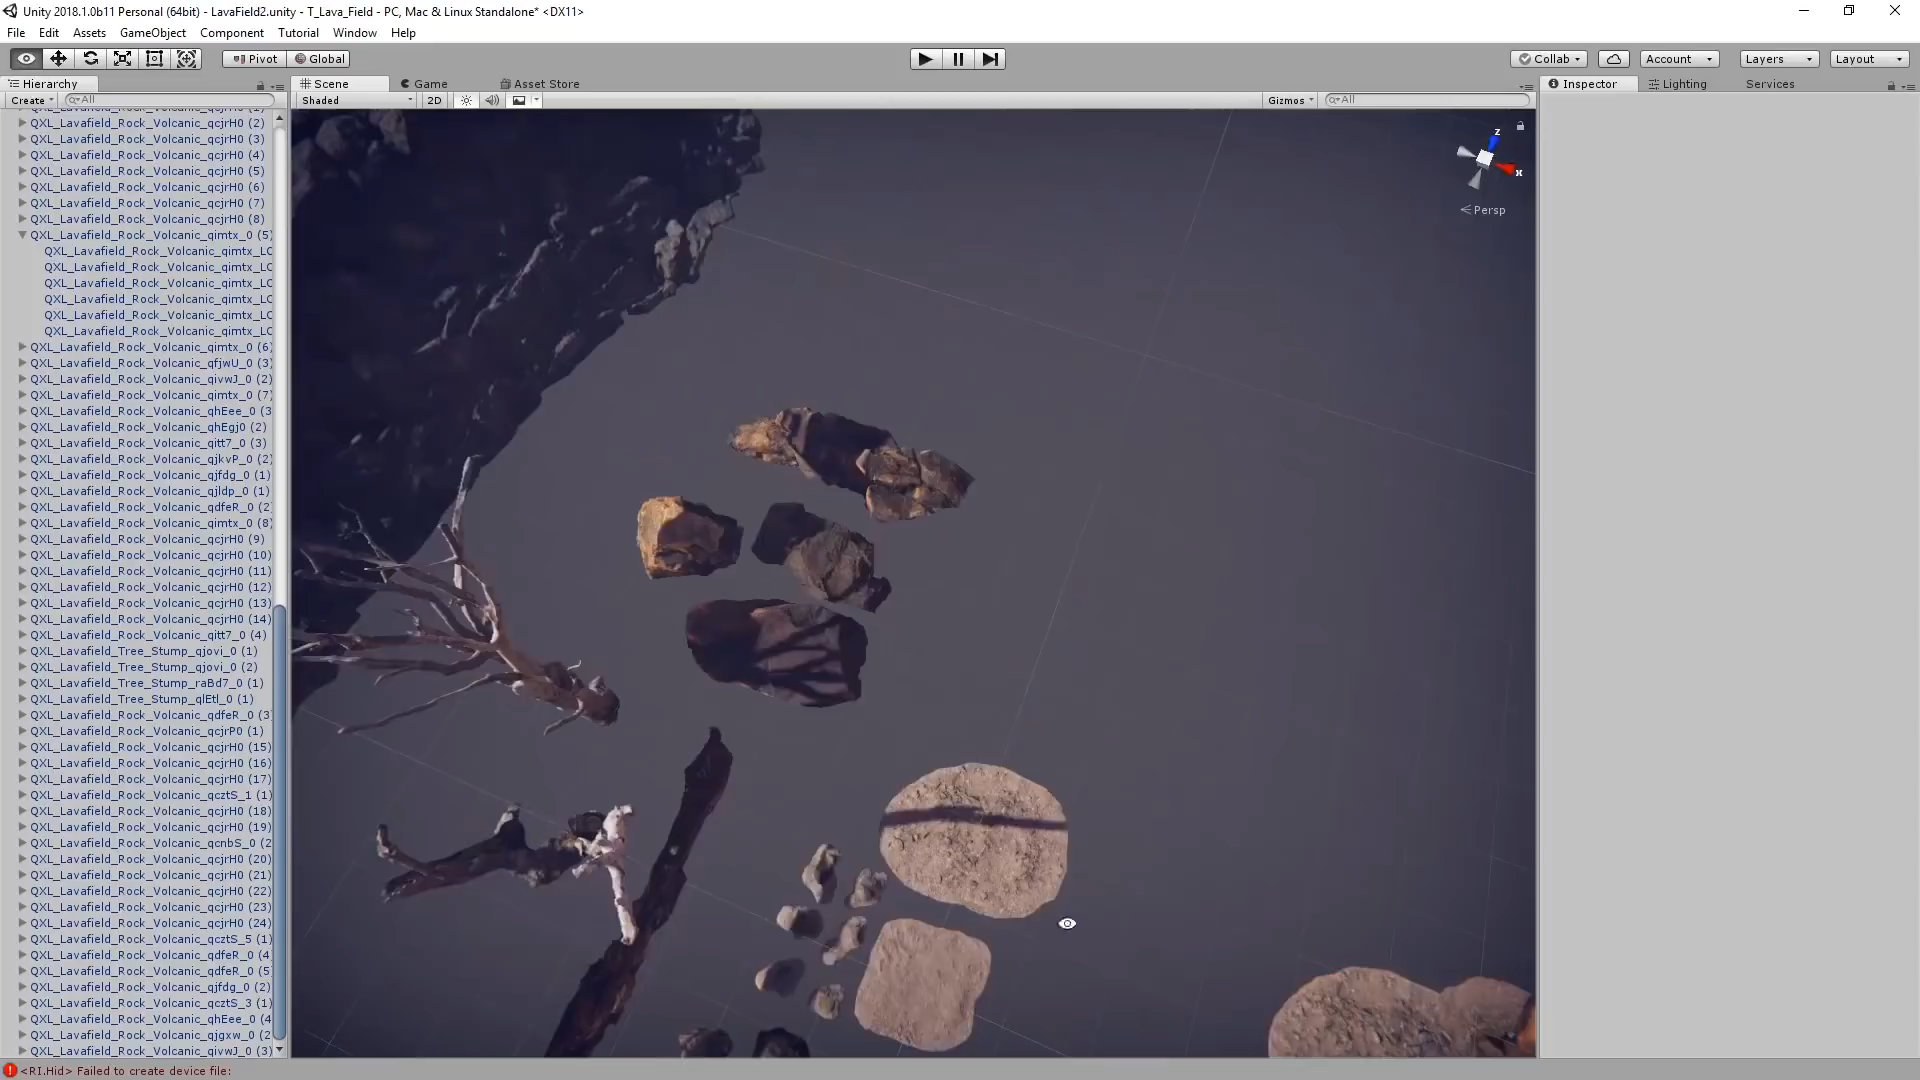 Unity 2018.1.0b11 Personal (64bit) - LavaField2.unity - T_Lava_Field - PC, Mac & Linux Standalone* <DX11>
File Edit Assets GameObject Component Tutorial Window Help
Pivot Global Collab Account Layers Layout
Hierarchy Scene Game Asset Store Inspector Lighting Services
Create All Shaded 2D Gizmos All
QXL_Lavafield_Rock_Volcanic_qcjrH0 (1)
QXL_Lavafield_Rock_Volcanic_qcjrH0 (2)
QXL_Lavafield_Rock_Volcanic_qcjrH0 (3)
QXL_Lavafield_Rock_Volcanic_qcjrH0 (4)
QXL_Lavafield_Rock_Volcanic_qcjrH0 (5)
QXL_Lavafield_Rock_Volcanic_qcjrH0 (6)
QXL_Lavafield_Rock_Volcanic_qcjrH0 (7)
QXL_Lavafield_Rock_Volcanic_qcjrH0 (8)
QXL_Lavafield_Rock_Volcanic_qimtx_0 (5)
QXL_Lavafield_Rock_Volcanic_qimtx_LC
QXL_Lavafield_Rock_Volcanic_qimtx_LC
QXL_Lavafield_Rock_Volcanic_qimtx_LC
QXL_Lavafield_Rock_Volcanic_qimtx_LC
QXL_Lavafield_Rock_Volcanic_qimtx_LC
QXL_Lavafield_Rock_Volcanic_qimtx_LC
QXL_Lavafield_Rock_Volcanic_qimtx_0 (6)
QXL_Lavafield_Rock_Volcanic_qfjwU_0 (3)
QXL_Lavafield_Rock_Volcanic_qivwJ_0 (2)
QXL_Lavafield_Rock_Volcanic_qimtx_0 (7)
QXL_Lavafield_Rock_Volcanic_qhEee_0 (3
QXL_Lavafield_Rock_Volcanic_qhEgj0 (2)
QXL_Lavafield_Rock_Volcanic_qitt7_0 (3)
QXL_Lavafield_Rock_Volcanic_qjkvP_0 (2)
QXL_Lavafield_Rock_Volcanic_qjfdg_0 (1)
QXL_Lavafield_Rock_Volcanic_qjldp_0 (1)
QXL_Lavafield_Rock_Volcanic_qdfeR_0 (2)
QXL_Lavafield_Rock_Volcanic_qimtx_0 (8)
QXL_Lavafield_Rock_Volcanic_qcjrH0 (9)
QXL_Lavafield_Rock_Volcanic_qcjrH0 (10)
QXL_Lavafield_Rock_Volcanic_qcjrH0 (11)
QXL_Lavafield_Rock_Volcanic_qcjrH0 (12)
QXL_Lavafield_Rock_Volcanic_qcjrH0 (13)
QXL_Lavafield_Rock_Volcanic_qcjrH0 (14)
QXL_Lavafield_Rock_Volcanic_qitt7_0 (4)
QXL_Lavafield_Tree_Stump_qjovi_0 (1)
QXL_Lavafield_Tree_Stump_qjovi_0 (2)
QXL_Lavafield_Tree_Stump_raBd7_0 (1)
QXL_Lavafield_Tree_Stump_qlEtl_0 (1)
QXL_Lavafield_Rock_Volcanic_qdfeR_0 (3)
QXL_Lavafield_Rock_Volcanic_qcjrP0 (1)
QXL_Lavafield_Rock_Volcanic_qcjrH0 (15)
QXL_Lavafield_Rock_Volcanic_qcjrH0 (16)
QXL_Lavafield_Rock_Volcanic_qcjrH0 (17)
QXL_Lavafield_Rock_Volcanic_qcztS_1 (1)
QXL_Lavafield_Rock_Volcanic_qcjrH0 (18)
QXL_Lavafield_Rock_Volcanic_qcjrH0 (19)
QXL_Lavafield_Rock_Volcanic_qcnbS_0 (2
QXL_Lavafield_Rock_Volcanic_qcjrH0 (20)
QXL_Lavafield_Rock_Volcanic_qcjrH0 (21)
QXL_Lavafield_Rock_Volcanic_qcjrH0 (22)
QXL_Lavafield_Rock_Volcanic_qcjrH0 (23)
QXL_Lavafield_Rock_Volcanic_qcjrH0 (24)
QXL_Lavafield_Rock_Volcanic_qcztS_5 (1)
QXL_Lavafield_Rock_Volcanic_qdfeR_0 (4)
QXL_Lavafield_Rock_Volcanic_qdfeR_0 (5)
QXL_Lavafield_Rock_Volcanic_qjfdg_0 (2)
QXL_Lavafield_Rock_Volcanic_qcztS_3 (1)
QXL_Lavafield_Rock_Volcanic_qhEee_0 (4
QXL_Lavafield_Rock_Volcanic_qjgxw_0 (2
QXL_Lavafield_Rock_Volcanic_qivwJ_0 (3)
z
x
Persp
<RI.Hid> Failed to create device file: